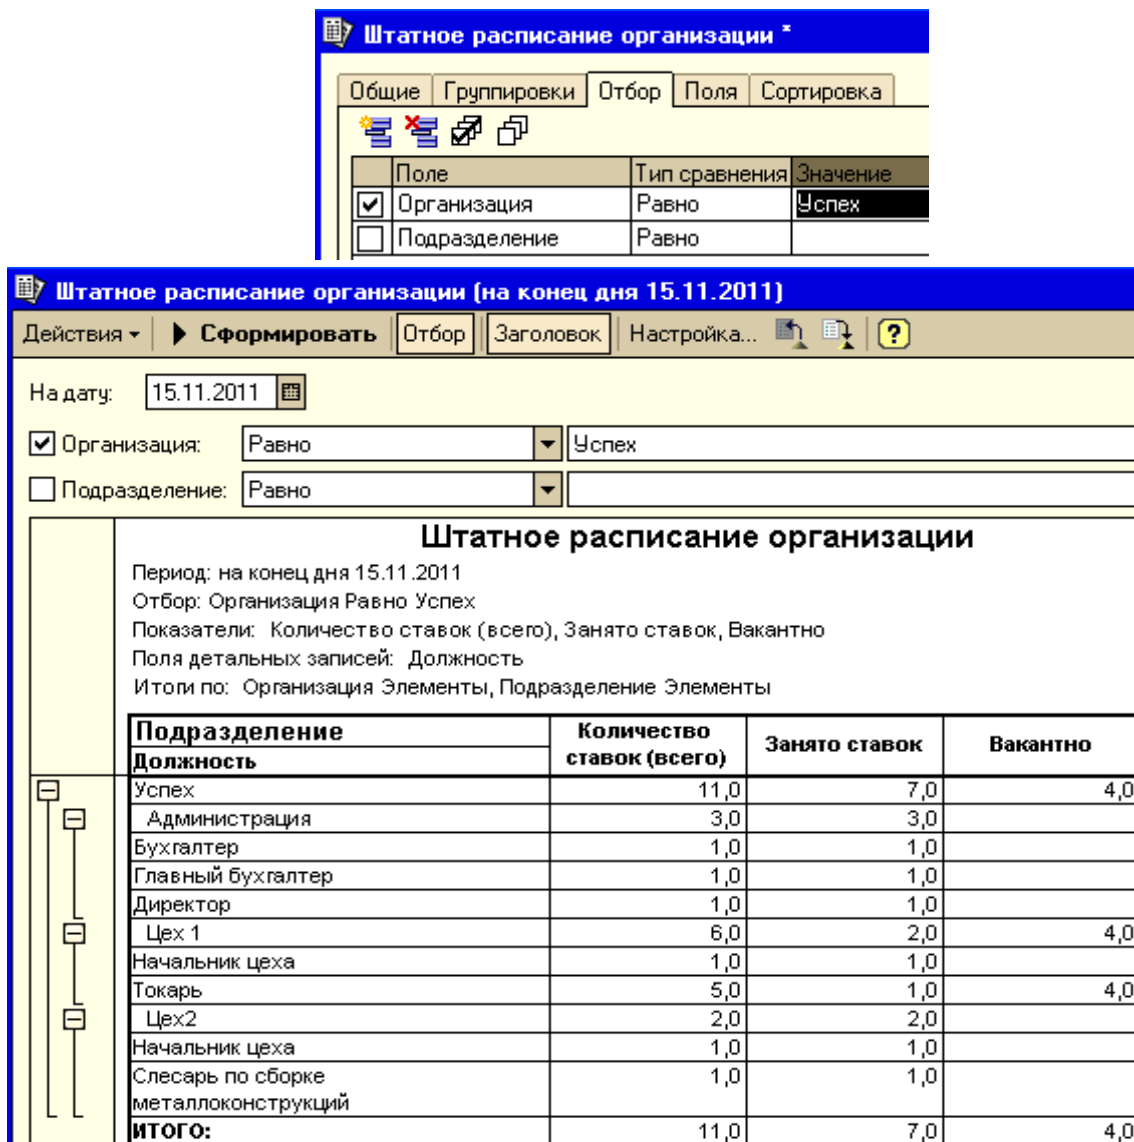 Штатное расписание организации *
Общие Группировки Отбор Поля Сортировка
Поле Тип сравнения Значение
Организация Равно Успех
Подразделение Равно
Штатное расписание организации (на конец дня 15.11.2011)
Действия Сформировать Отбор Заголовок Настройка... ?
На дату: 15.11.2011
Организация: Равно Успех
Подразделение: Равно
Штатное расписание организации
Период: на конец дня 15.11.2011
Отбор: Организация Равно Успех
Показатели: Количество ставок (всего), Занято ставок, Вакантно
Поля детальных записей: Должность
Итоги по: Организация Элементы, Подразделение Элементы
Подразделение Количество
ставок (всего) Занято ставок Вакантно
Должность
Успех 11,0 7,0 4,0
Администрация 3,0 3,0
Бухгалтер 1,0 1,0
Главный бухгалтер 1,0 1,0
Директор 1,0 1,0
Цех 1 6,0 2,0 4,0
Начальник цеха 1,0 1,0
Токарь 5,0 1,0 4,0
Цех2 2,0 2,0
Начальник цеха 1,0 1,0
Слесарь по сборке 1,0 1,0
металлоконструкций
ИТОГО: 11,0 7,0 4,0